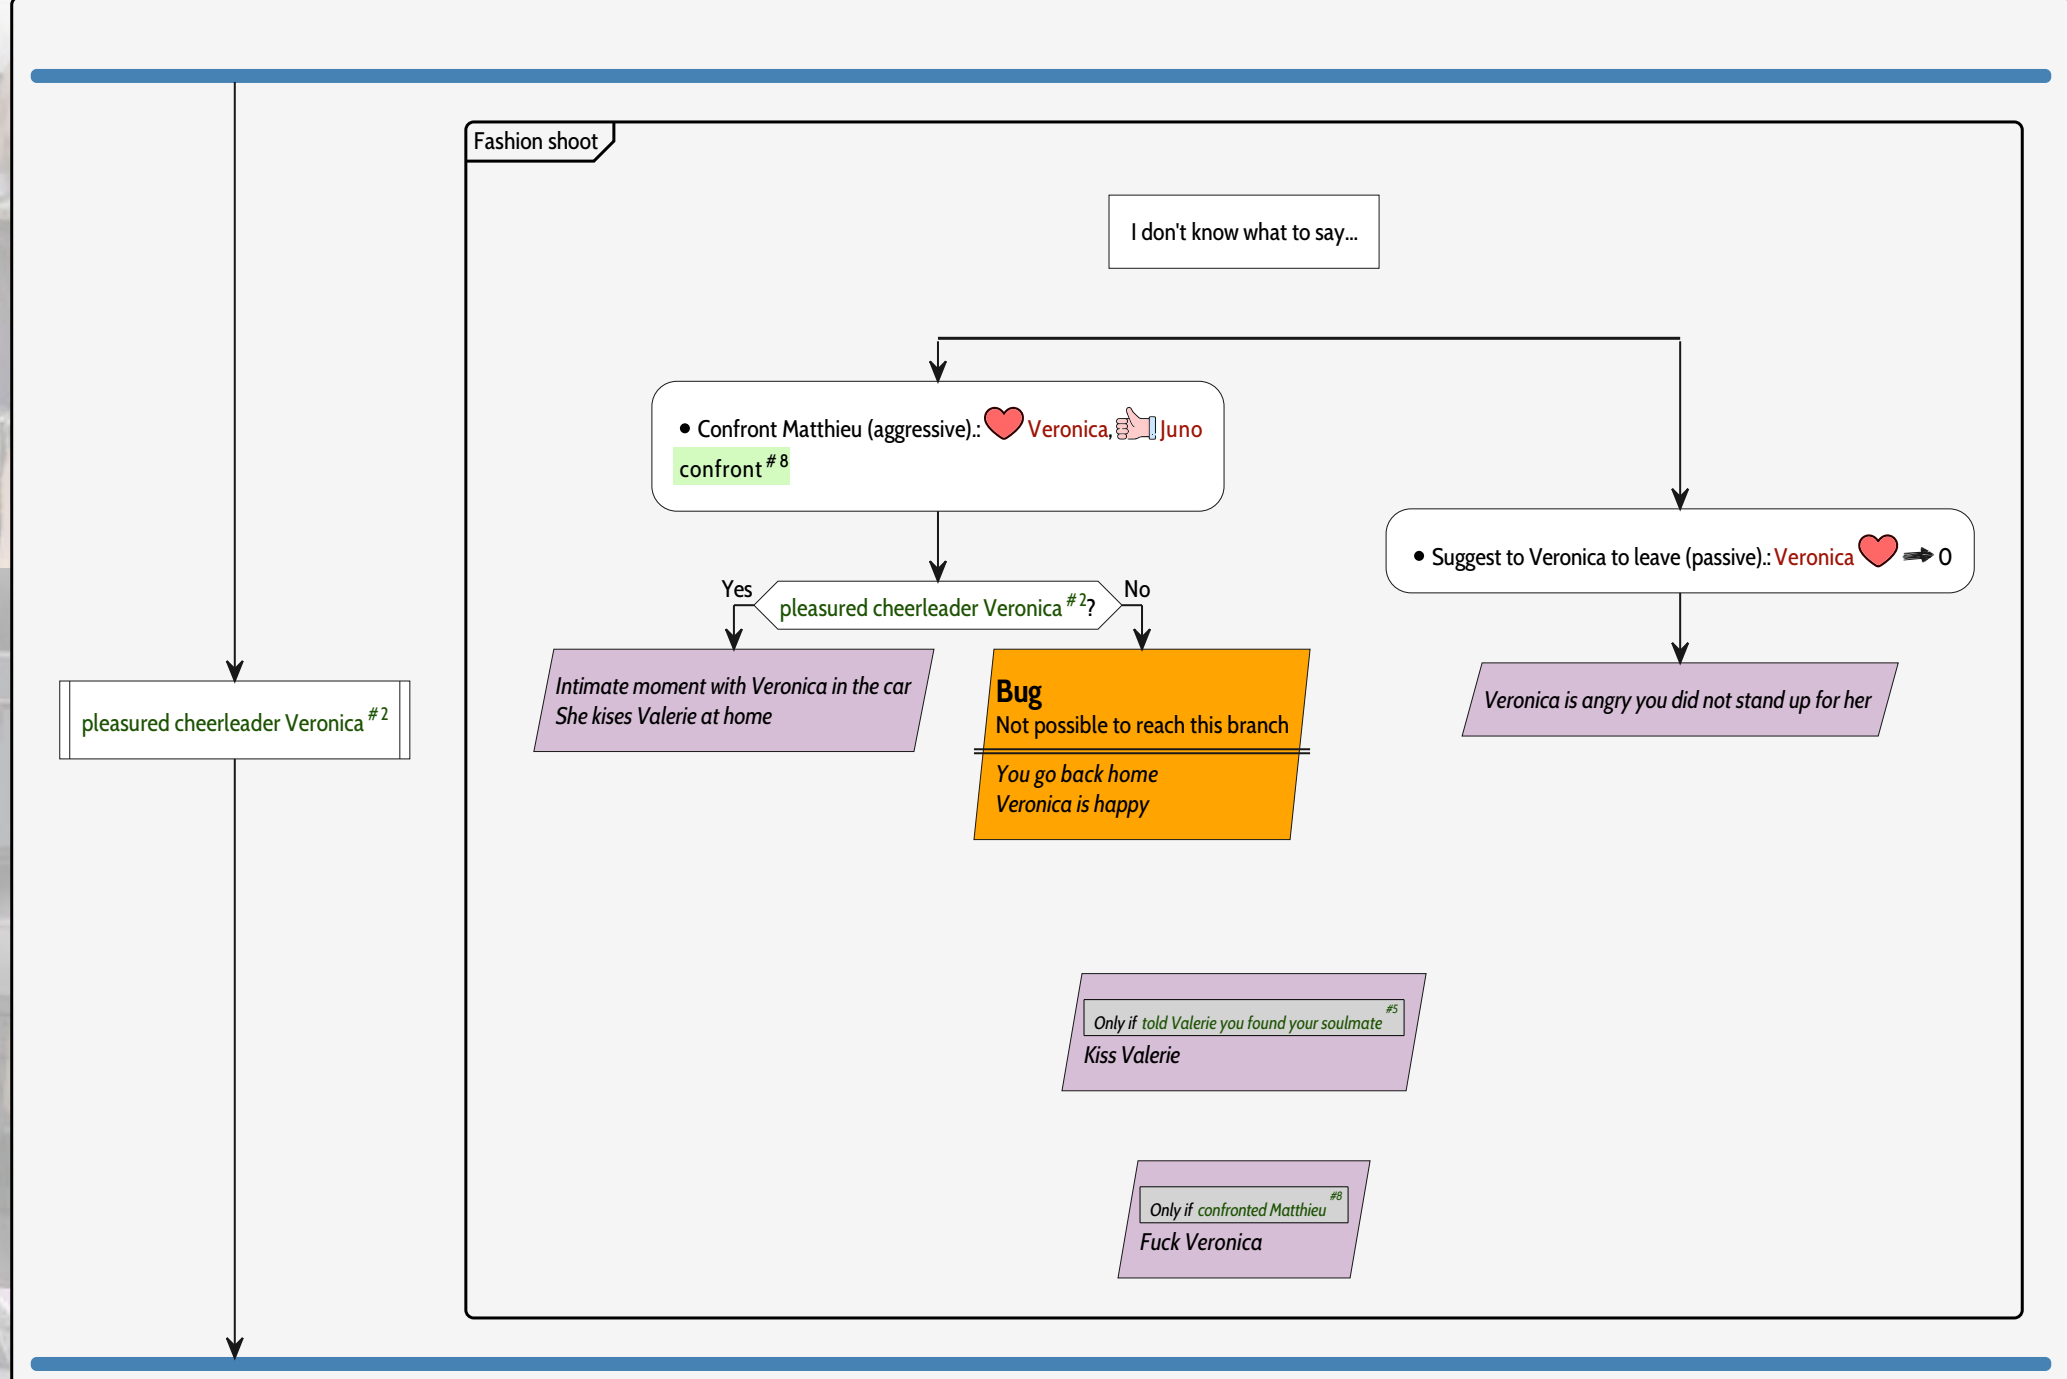 Fashion shoot
I don't know what to say...
• Confront Matthieu (aggressive).: Veronica, Juno
confront #8
• Suggest to Veronica to leave (passive).: Veronica 0
Yes
pleasured cheerleader Veronica #2?
No
Intimate moment with Veronica in the car
She kises Valerie at home
Bug
Not possible to reach this branch
You go back home
Veronica is happy
Veronica is angry you did not stand up for her
pleasured cheerleader Veronica #2
Only if told Valerie you found your soulmate #5
Kiss Valerie
Only if confronted Matthieu #8
Fuck Veronica